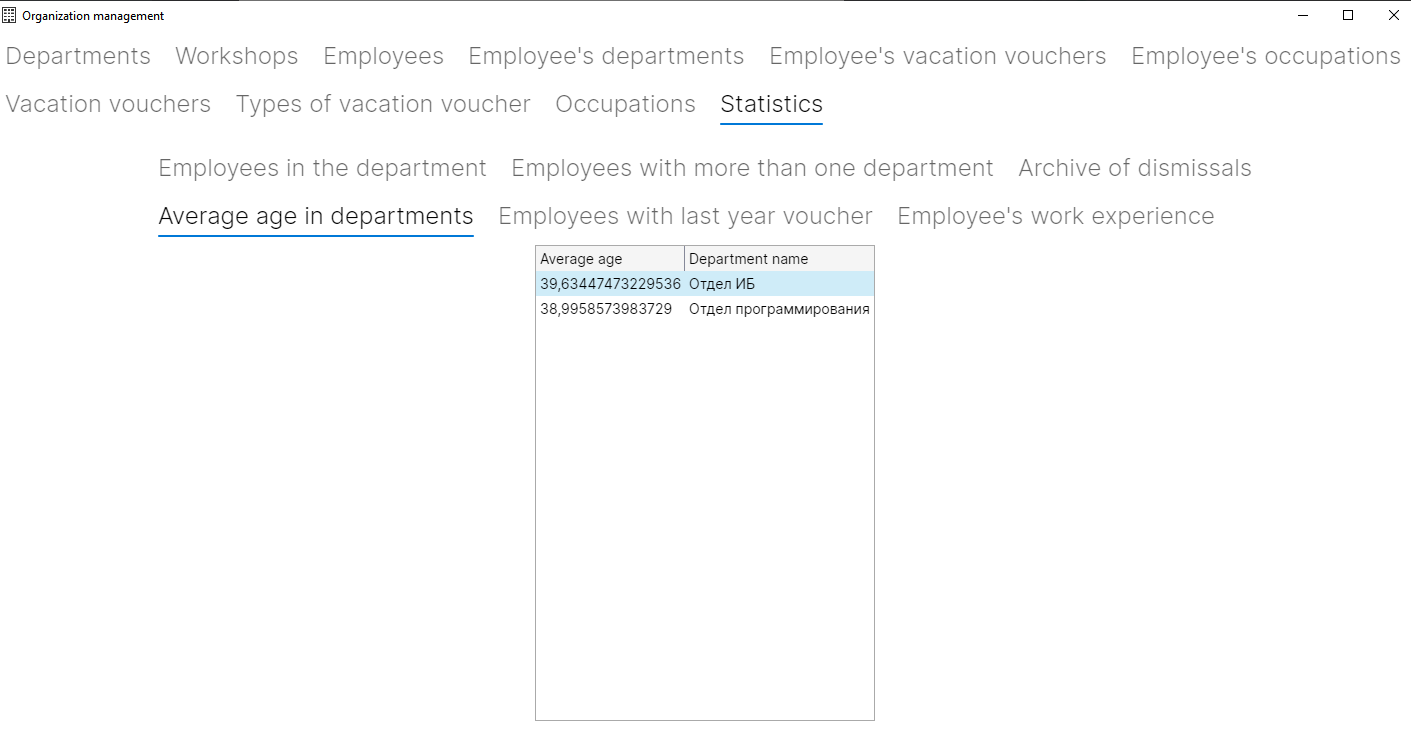 Organization management
Departments Workshops Employees Employee's departments Employee's vacation vouchers Employee's occupations
Vacation vouchers Types of vacation voucher Occupations Statistics
Employees in the department Employees with more than one department Archive of dismissals
Average age in departments Employees with last year voucher Employee's work experience
Average age Department name
39,63447473229536 Отдел ИБ
38,9958573983729 Отдел программирования